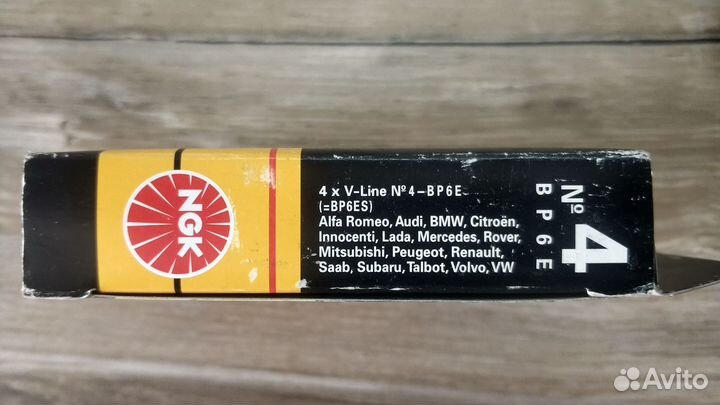 NGK
4 x V-Line Nº4-BP6E
(=BP6ES)
Alfa Romeo, Audi, BMW, Citroën,
Innocenti, Lada, Mercedes, Rover,
Mitsubishi, Peugeot, Renault,
Saab, Subaru, Talbot, Volvo, VW
Nº 4
BP6E
Avito